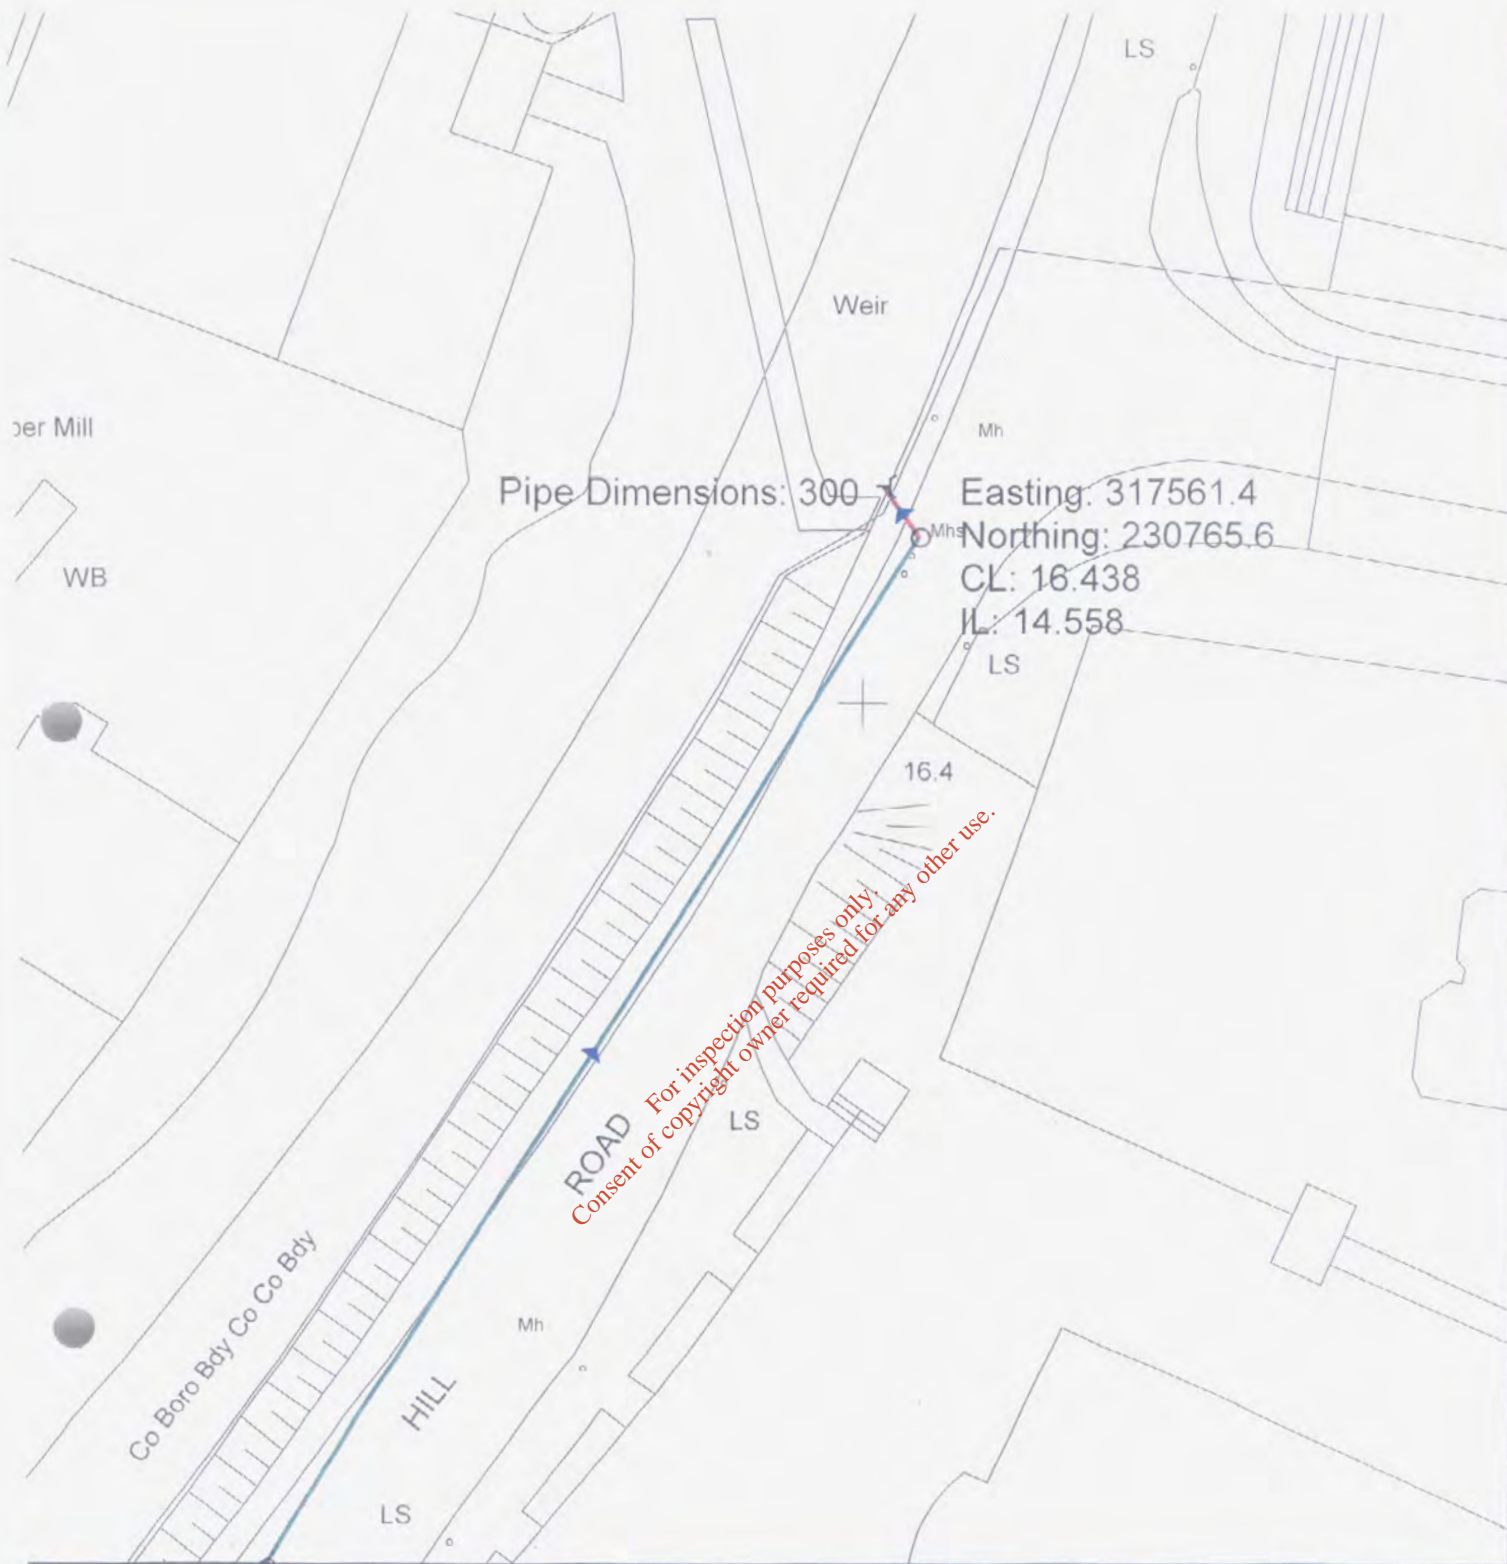 LS
Weir
per Mill
Mh
Pipe Dimensions: 300
Easting: 317561.4
Mhs
Northing: 230765.6
WB
CL: 16.438
IL: 14.558
LS
16.4
For inspection purposes only.
Consent of copyright owner required for any other use.
ROAD
LS
Co Boro Bdy Co Co Bdy
Mh
HILL
LS